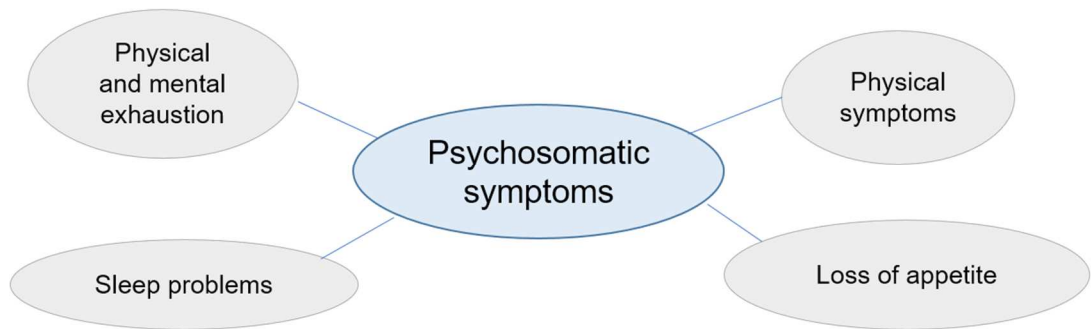 Physical
and mental
exhaustion
Physical
symptoms
Psychosomatic
symptoms
Sleep problems
Loss of appetite